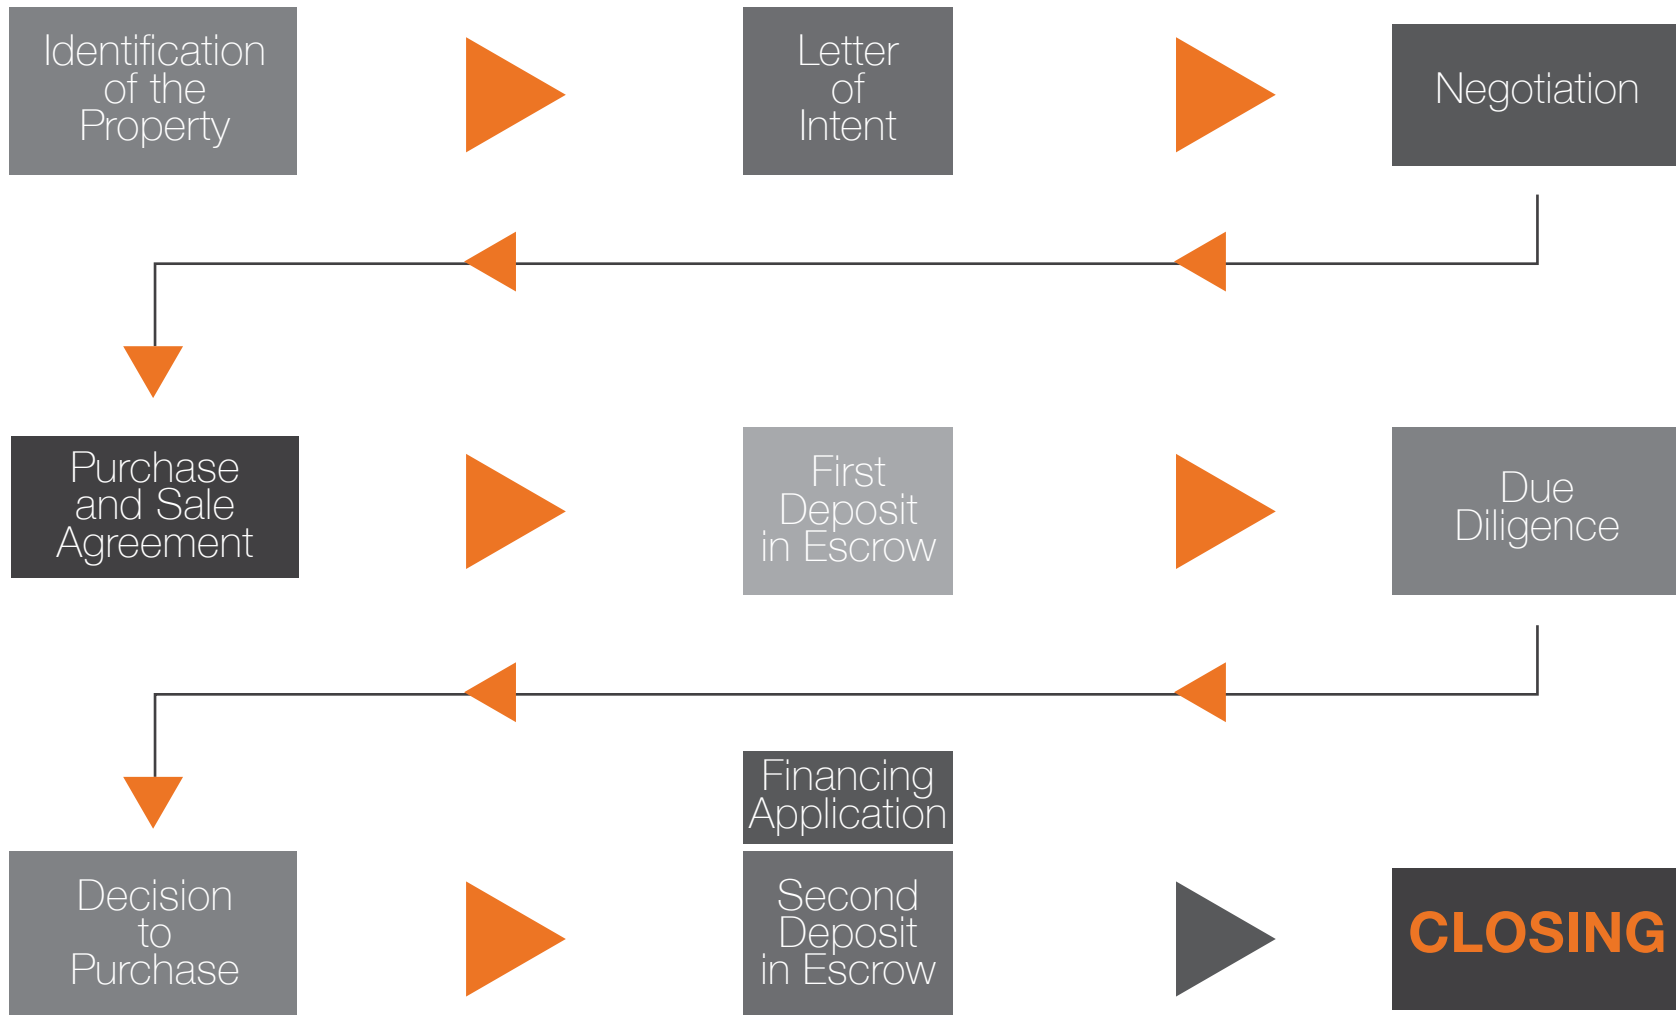 Identification
of the
Property
Letter
of
Intent
Negotiation
Purchase
and Sale
Agreement
First
Deposit
in Escrow
Due
Diligence
Financing
Application
Decision
to
Purchase
Second
Deposit
in Escrow
CLOSING